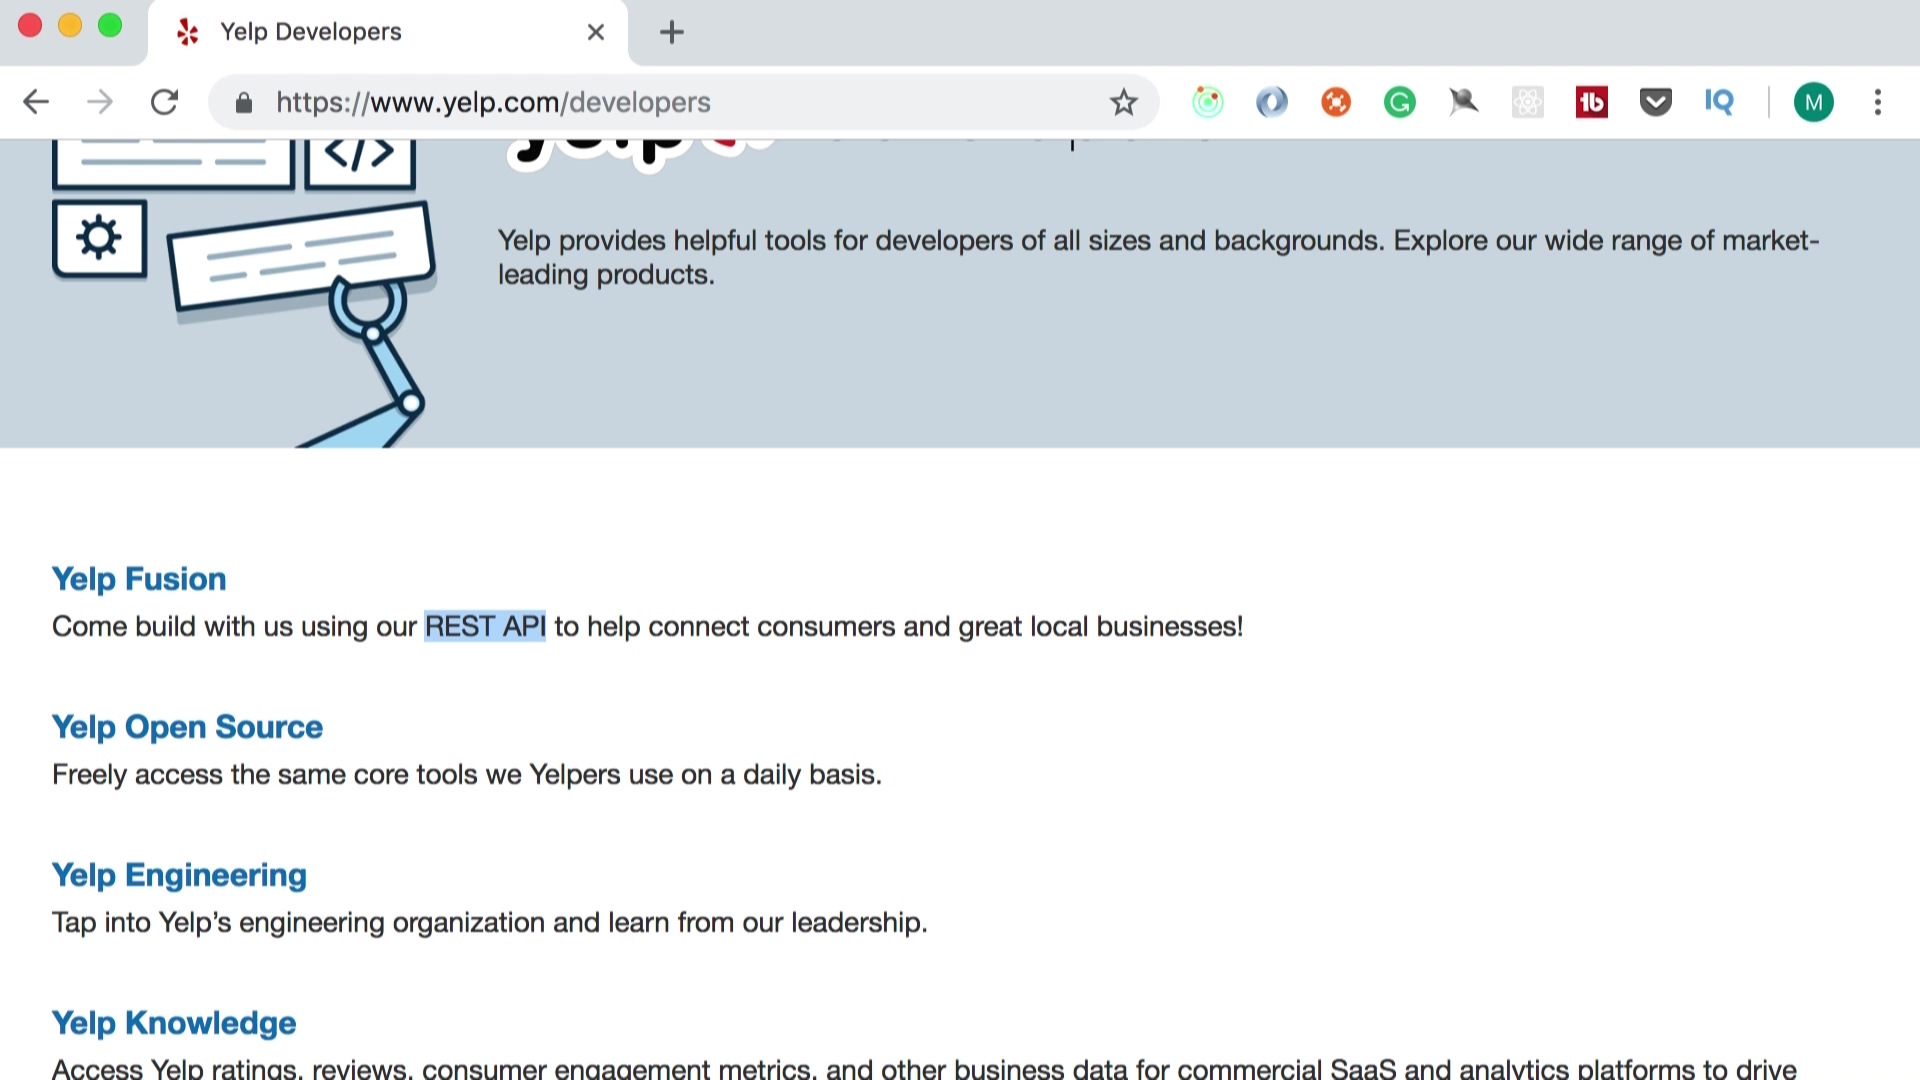 Yelp Developers
https://www.yelp.com/developers
G
1b
IQ
M
</>
yelp
Yelp provides helpful tools for developers of all sizes and backgrounds. Explore our wide range of market-
leading products.
Yelp Fusion
Come build with us using our REST API to help connect consumers and great local businesses!
Yelp Open Source
Freely access the same core tools we Yelpers use on a daily basis.
Yelp Engineering
Tap into Yelp’s engineering organization and learn from our leadership.
Yelp Knowledge
Access Yelp ratings, reviews, consumer engagement metrics, and other business data for commercial SaaS and analytics platforms to drive